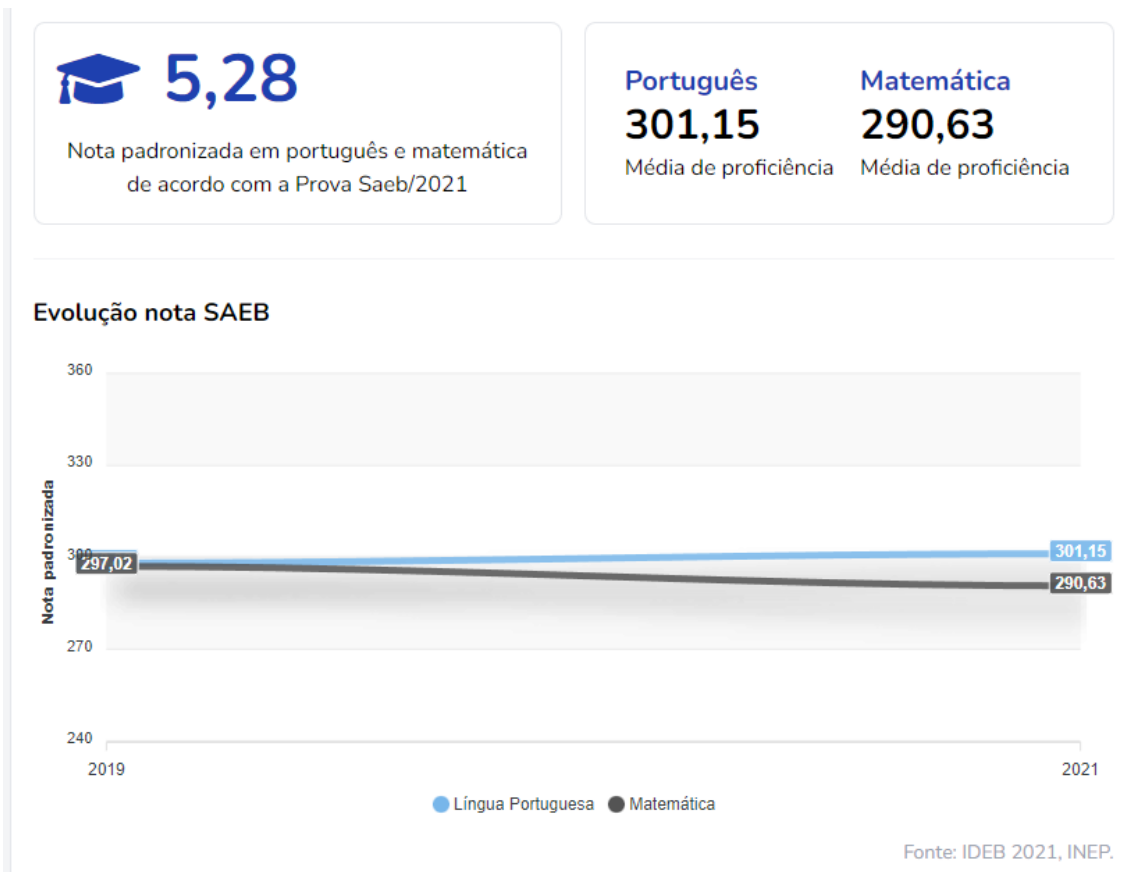 5,28
Nota padronizada em português e matemática
de acordo com a Prova Saeb/2021
Português
301,15
Média de proficiência
Matemática
290,63
Média de proficiência
Evolução nota SAEB
Nota padronizada
360
330
300
270
240
297,02
301,15
290,63
2019
2021
Língua Portuguesa
Matemática
Fonte: IDEB 2021, INEP.